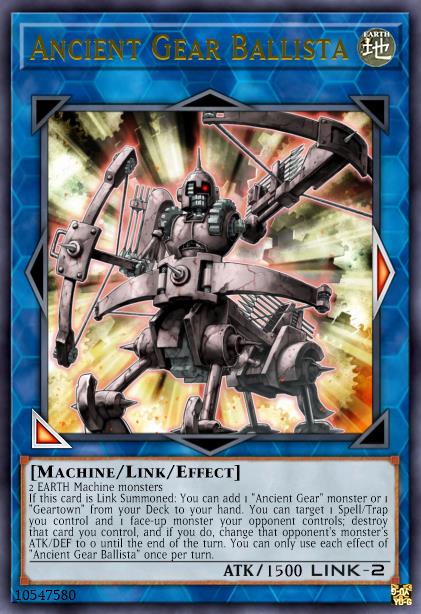 ANCIENT GEAR BALLISTA
EARTH
地
[MACHINE/LINK/EFFECT]
2 EARTH Machine monsters
If this card is Link Summoned: You can add 1 "Ancient Gear" monster or 1
"Geartown" from your Deck to your hand. You can target 1 Spell/Trap
you control and 1 face-up monster your opponent controls; destroy
that card you control, and if you do, change that opponent's monster's
ATK/DEF to 0 until the end of the turn. You can only use each effect of
"Ancient Gear Ballista" once per turn.
ATK/1500 LINK-2
10547580